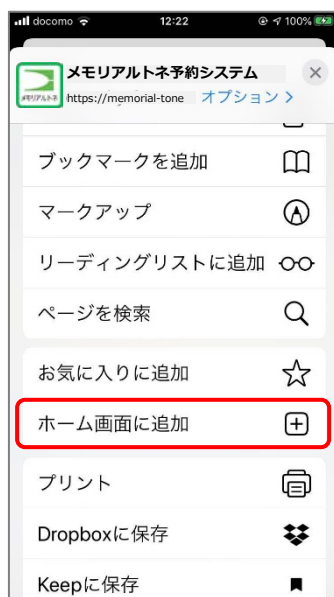 docomo 12:22 100%
メモリアルトネ予約システム
メモリアルトネ https://memorial-tone オプション
ブックマークを追加
マークアップ
リーディングリストに追加
ページを検索
お気に入りに追加
ホーム画面に追加
プリント
Dropboxに保存
Keepに保存